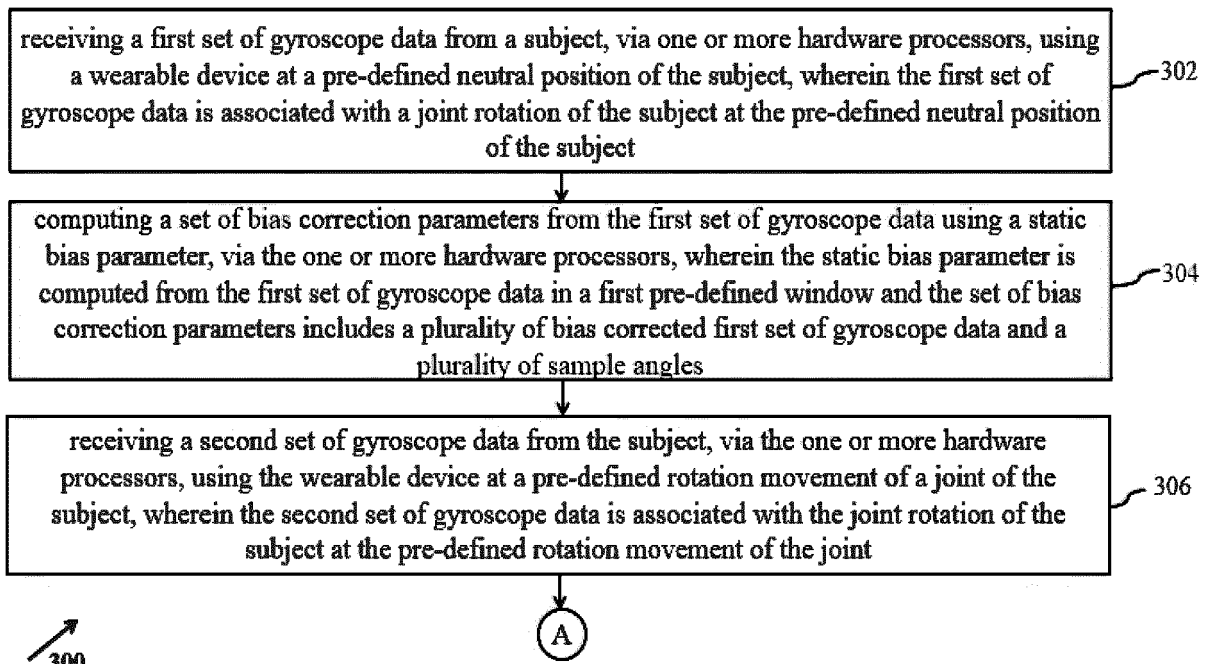 receiving a first set of gyroscope data from a subject, via one or more hardware processors, using
a wearable device at a pre-defined neutral position of the subject, wherein the first set of
gyroscope data is associated with a joint rotation of the subject at the pre-defined neutral position
of the subject
302
computing a set of bias correction parameters from the first set of gyroscope data using a static
bias parameter, via the one or more hardware processors, wherein the static bias parameter is
computed from the first set of gyroscope data in a first pre-defined window and the set of bias
correction parameters includes a plurality of bias corrected first set of gyroscope data and a
plurality of sample angles
304
receiving a second set of gyroscope data from the subject, via the one or more hardware
processors, using the wearable device at a pre-defined rotation movement of a joint of the
subject, wherein the second set of gyroscope data is associated with the joint rotation of the
subject at the pre-defined rotation movement of the joint
306
A
300